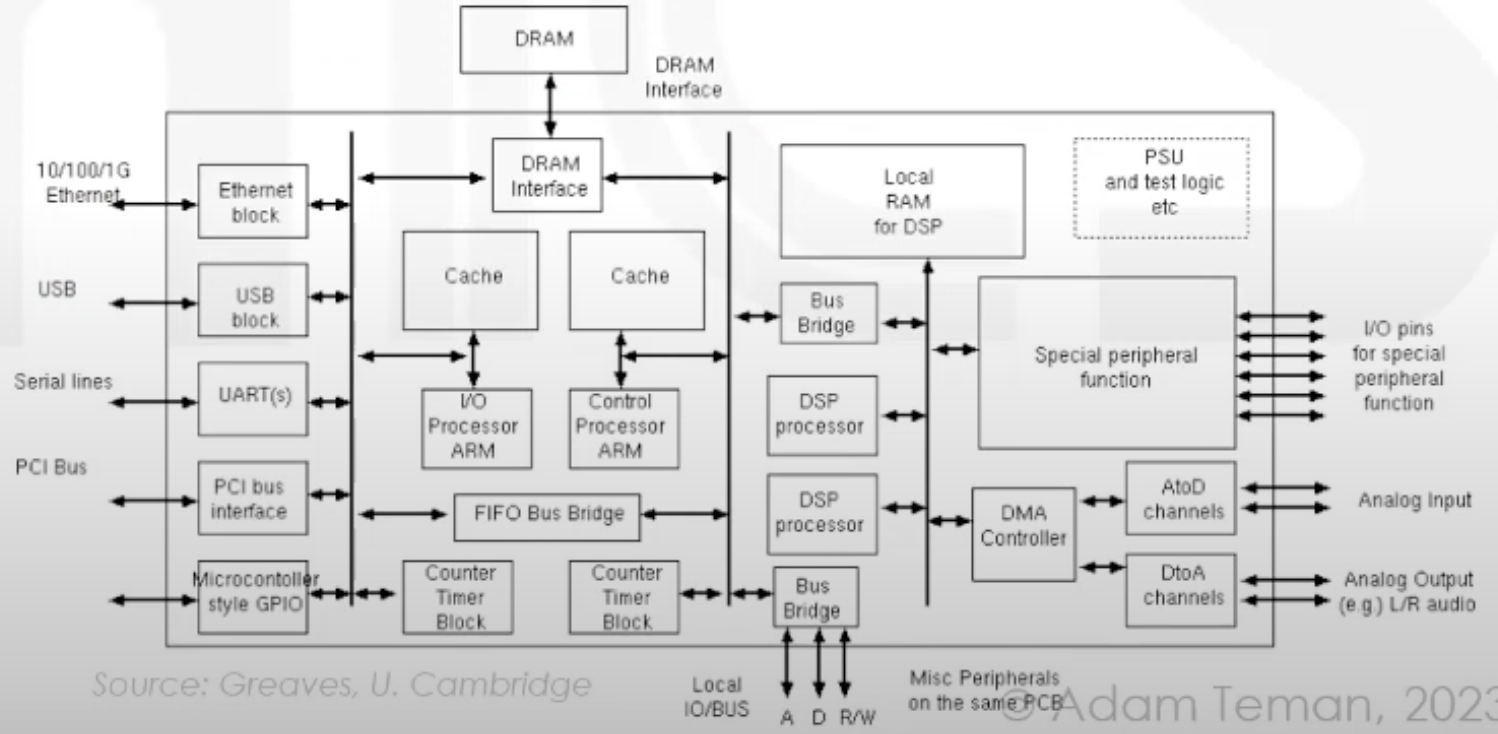 DRAM
DRAM
Interface
10/100/1G
Ethernet
Ethernet
block
DRAM
Interface
Local
RAM
for DSP
PSU
and test logic
etc
USB
USB
block
Cache
Cache
Bus
Bridge
Special peripheral
function
I/O pins
for special
peripheral
function
Serial lines
UART(s)
I/O
Processor
ARM
Control
Processor
ARM
DSP
processor
PCI Bus
PCI bus
interface
FIFO Bus Bridge
DSP
processor
DMA
Controller
AtoD
channels
Analog Input
Microcontoller
style GPIO
Counter
Timer
Block
Counter
Timer
Block
Bus
Bridge
DtoA
channels
Analog Output
(e.g.) L/R audio
Source: Greaves, U. Cambridge
Local
IO/BUS
A D R/W
Misc Peripherals
on the same PCB
© Adam Teman, 2023